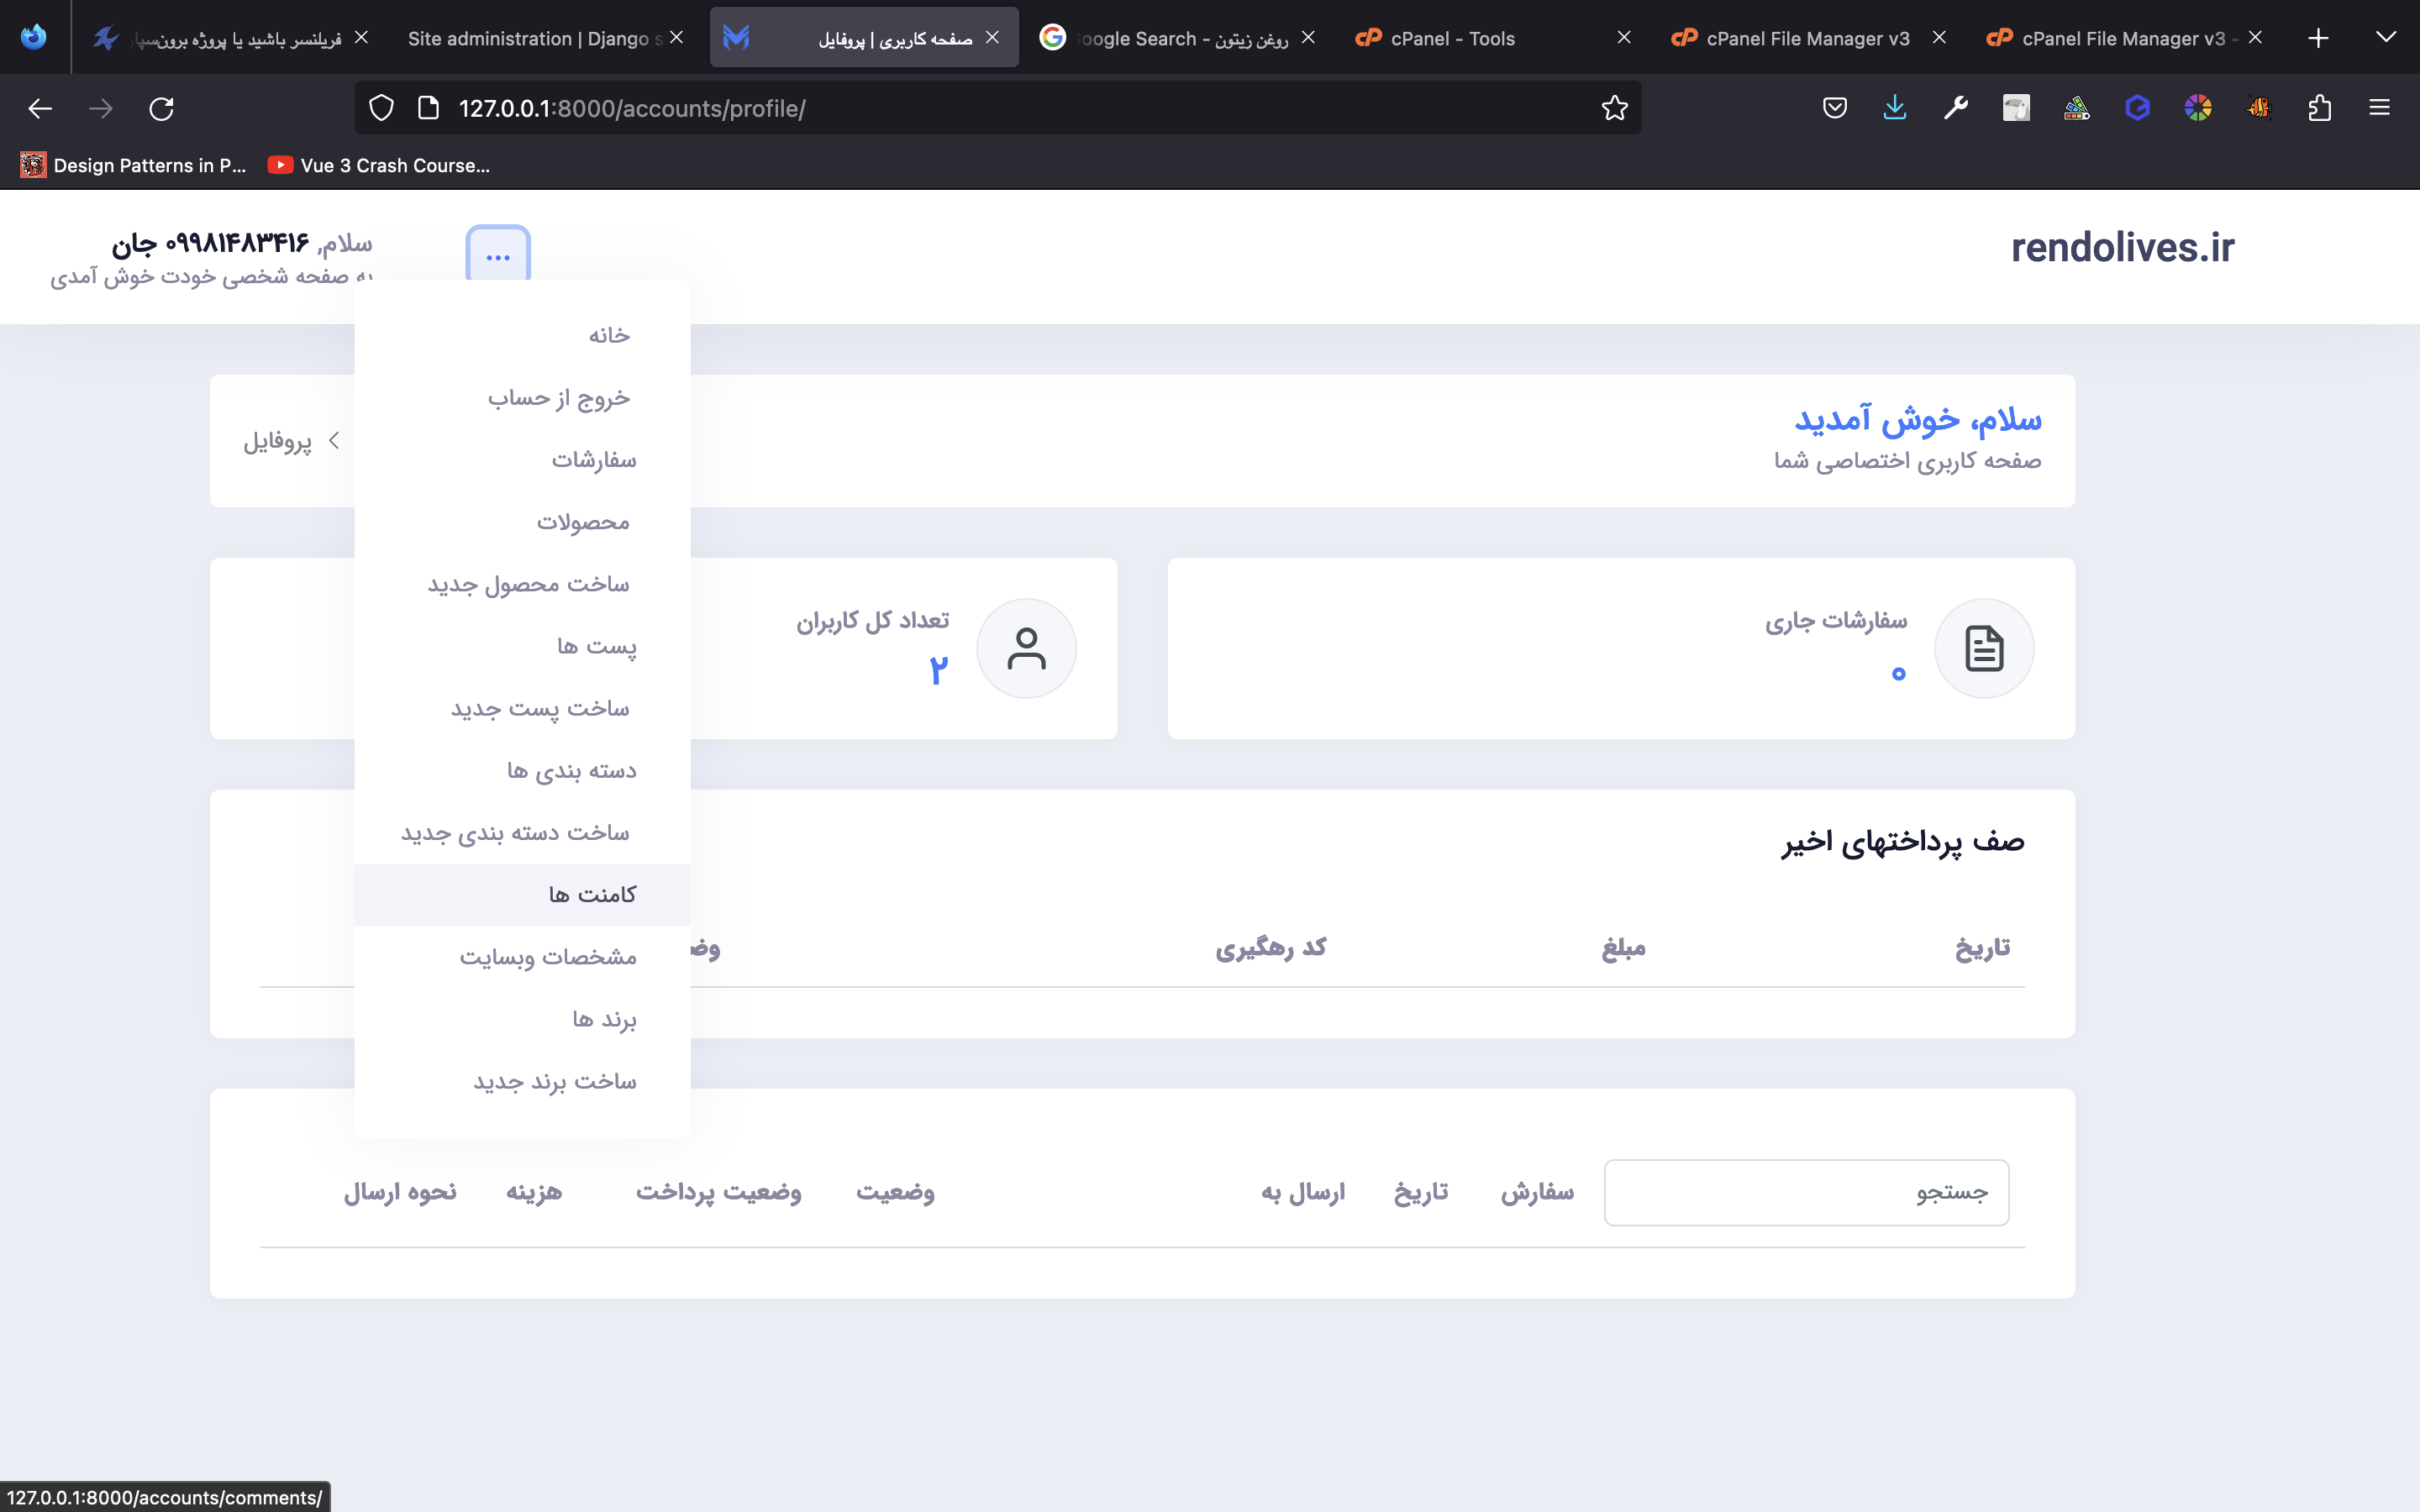 فریلنسر باشید یا پروژه برون‌سپار
Site administration | Django s
صفحه کاربری | پروفایل
روغن زیتون - Google Search
cPanel - Tools
cPanel File Manager v3
cPanel File Manager v3 -
127.0.0.1:8000/accounts/profile/
Design Patterns in P...
Vue 3 Crash Course...
rendolives.ir
...
سلام, ۰۹۹۸۱۴۸۳۴۱۶ جان
به صفحه شخصی خودت خوش آمدی
خانه
خروج از حساب
سفارشات
محصولات
ساخت محصول جدید
پست ها
ساخت پست جدید
دسته بندی ها
ساخت دسته بندی جدید
کامنت ها
مشخصات وبسایت
برند ها
ساخت برند جدید
سلام، خوش آمدید
صفحه کاربری اختصاصی شما
پروفایل
سفارشات جاری
۰
تعداد کل کاربران
۲
صف پرداختهای اخیر
تاریخ مبلغ کد رهگیری وض
جستجو سفارش تاریخ ارسال به وضعیت وضعیت پرداخت هزینه نحوه ارسال
127.0.0.1:8000/accounts/comments/